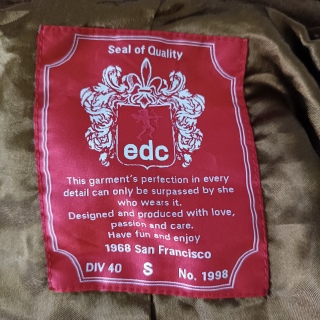 Seal of Quality
edc
This garment's perfection in every
detail can only be surpassed by she
who wears it.
Designed and produced with love,
passion and care.
Have fun and enjoy
1968 San Francisco
DIV 40 S No. 1998